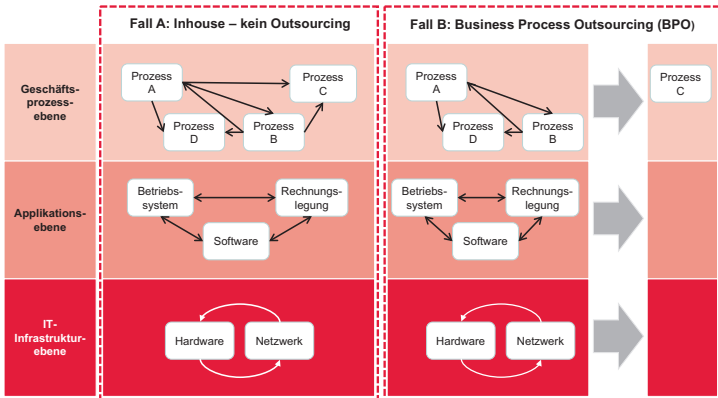 Fall A: Inhouse – kein Outsourcing
Fall B: Business Process Outsourcing (BPO)
Geschäfts-
prozess-
ebene
Prozess
A
Prozess
C
Prozess
D
Prozess
B
Prozess
A
Prozess
D
Prozess
B
Prozess
C
Applikations-
ebene
Betriebs-
system
Rechnungs-
legung
Software
Betriebs-
system
Rechnungs-
legung
Software
IT-
Infrastruktur-
ebene
Hardware
Netzwerk
Hardware
Netzwerk